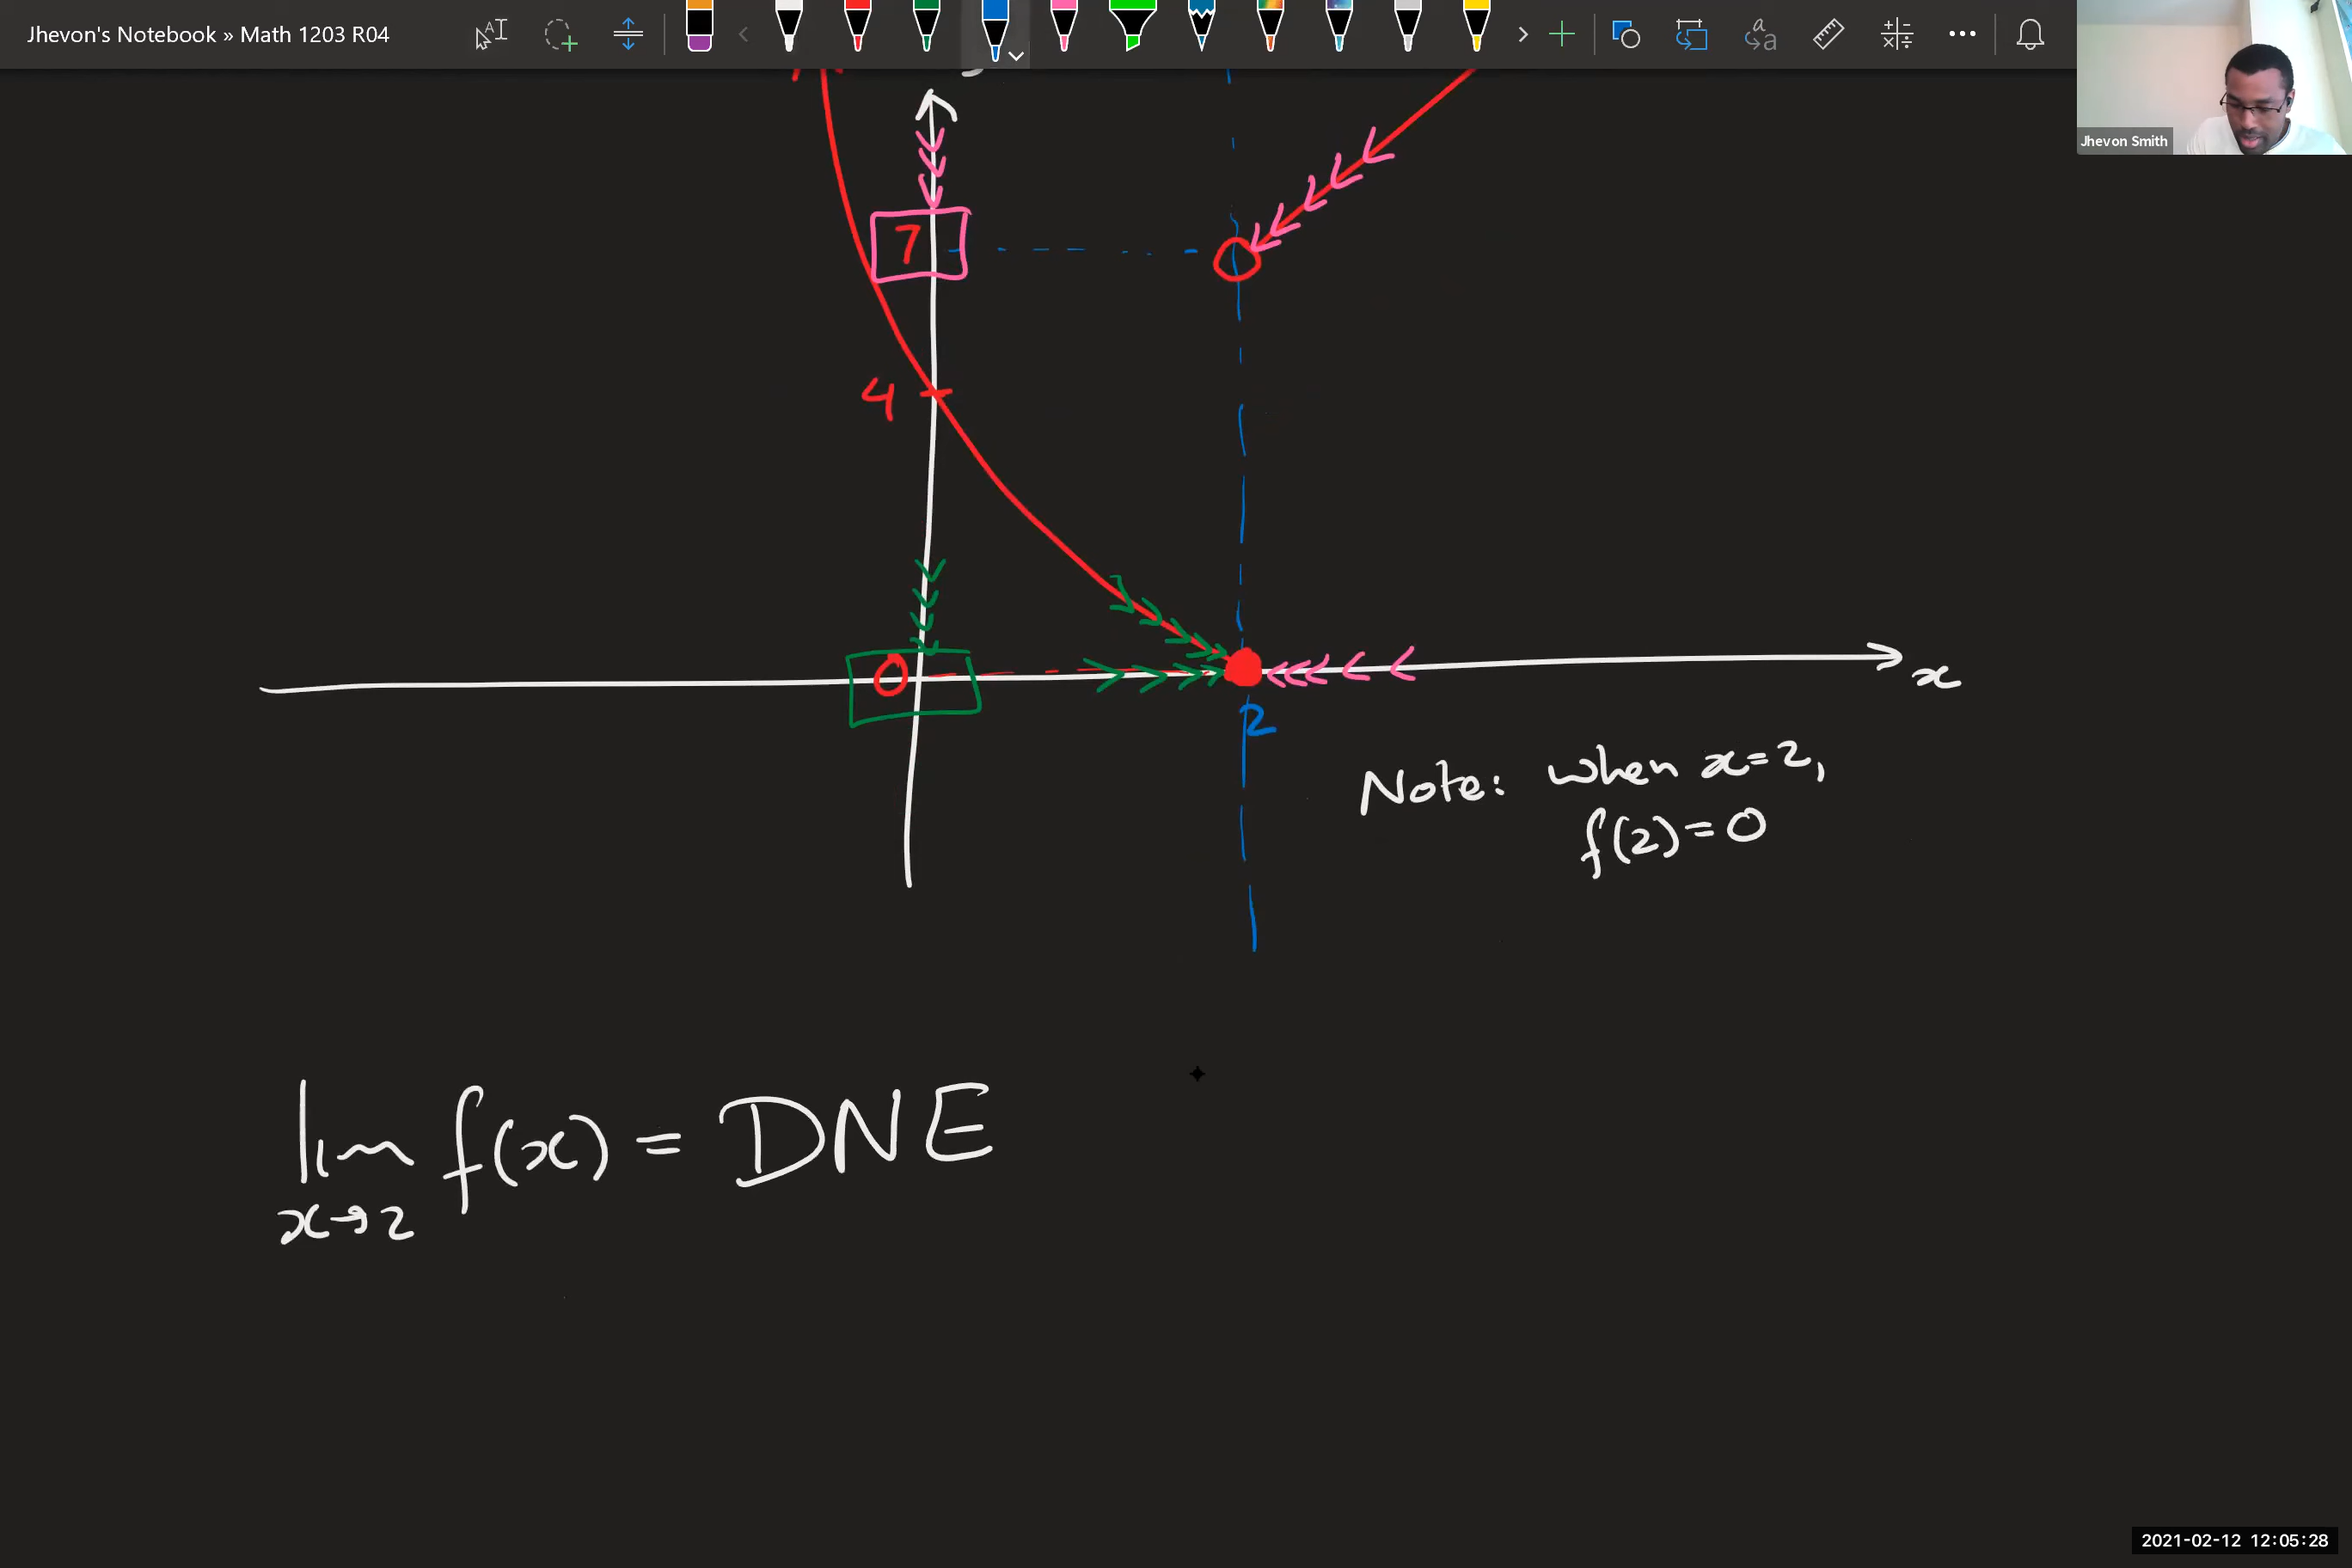 Jhevon's Notebook » Math 1203 R04
Jhevon Smith
7
4
0
x
2
Note: when x=2,
f(2)=0
lim f(x) = DNE
x→2
2021-02-12 12:05:28